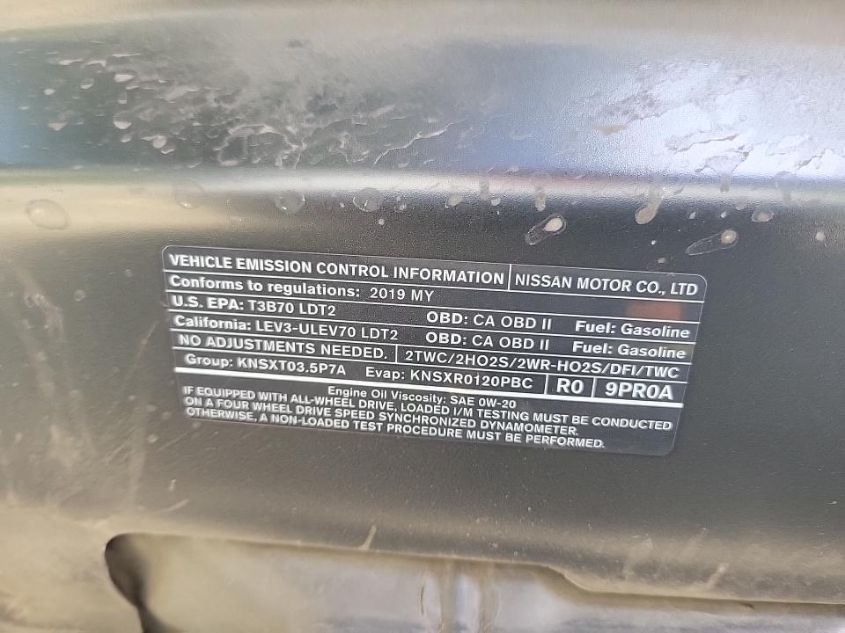 VEHICLE EMISSION CONTROL INFORMATION NISSAN MOTOR CO., LTD
Conforms to regulations: 2019 MY
U.S. EPA: T3B70 LDT2 OBD: CA OBD II Fuel: Gasoline
California: LEV3-ULEV70 LDT2 OBD: CA OBD II Fuel: Gasoline
NO ADJUSTMENTS NEEDED. 2TWC/2HO2S/2WR-HO2S/DFI/TWC
Group: KNSXT03.5P7A Evap: KNSXR0120PBC R0 9PR0A
Engine Oil Viscosity: SAE 0W-20
IF EQUIPPED WITH ALL-WHEEL DRIVE, LOADED I/M TESTING MUST BE CONDUCTED
ON A FOUR WHEEL DRIVE SPEED SYNCHRONIZED DYNAMOMETER.
OTHERWISE, A NON-LOADED TEST PROCEDURE MUST BE PERFORMED.